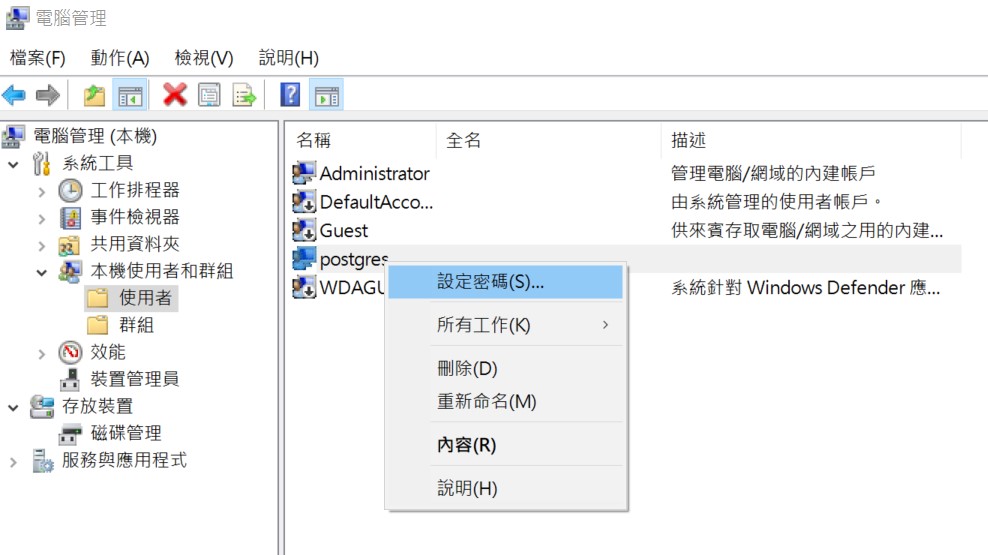 電腦管理
檔案(F) 動作(A) 檢視(V) 說明(H)
電腦管理 (本機)
系統工具
工作排程器
事件檢視器
共用資料夾
本機使用者和群組
使用者
群組
效能
裝置管理員
存放裝置
磁碟管理
服務與應用程式
名稱 全名 描述
Administrator 管理電腦/網域的內建帳戶
DefaultAcco... 由系統管理的使用者帳戶。
Guest 供來賓存取電腦/網域之用的內建...
postgres
WDAGU 系統針對 Windows Defender 應...
設定密碼(S)...
所有工作(K)
刪除(D)
重新命名(M)
內容(R)
說明(H)